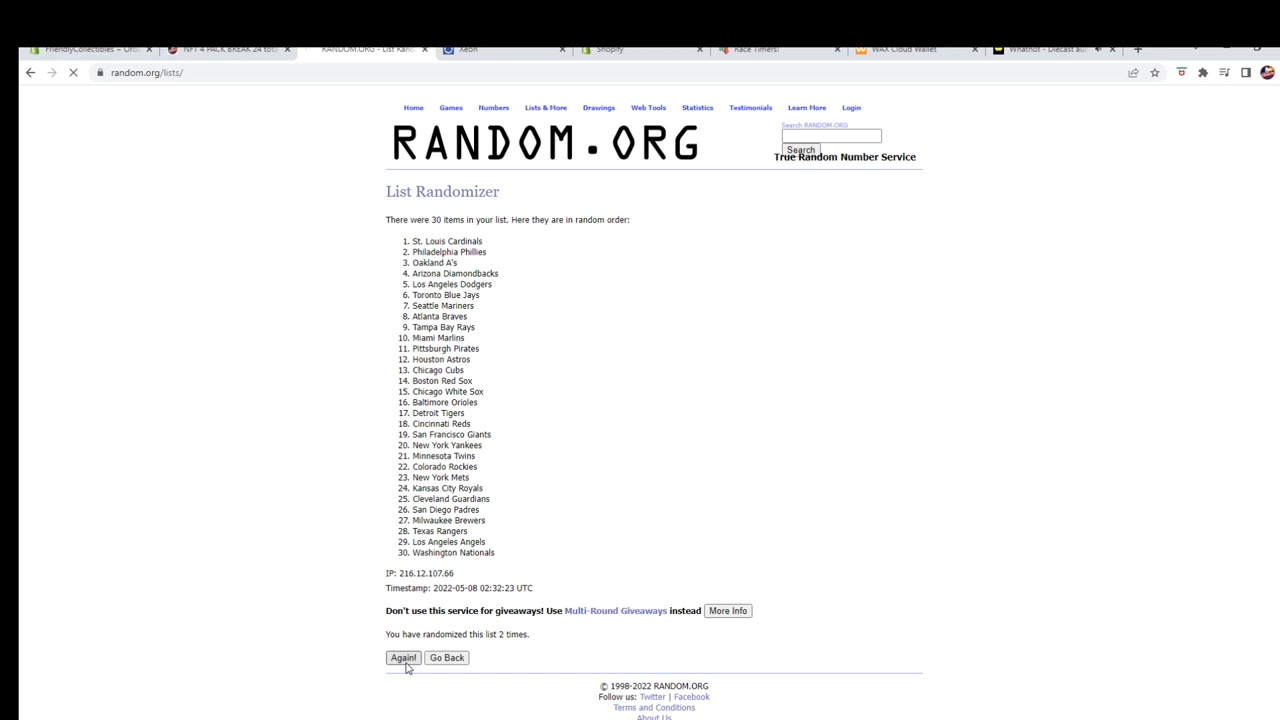 FriendlyCollectibles ~ Orb
NFT 4 PACK BREAK 24 tot
RANDOM.ORG - List Ran
Xeon
Shopify
Race Timers!
WAX Cloud Wallet
Whatnot - Diecast au
random.org/lists/
Home Games Numbers Lists & More Drawings Web Tools Statistics Testimonials Learn More Login
RANDOM.ORG
Search RANDOM.ORG
Search
True Random Number Service
List Randomizer
There were 30 items in your list. Here they are in random order:
1. St. Louis Cardinals
2. Philadelphia Phillies
3. Oakland A's
4. Arizona Diamondbacks
5. Los Angeles Dodgers
6. Toronto Blue Jays
7. Seattle Mariners
8. Atlanta Braves
9. Tampa Bay Rays
10. Miami Marlins
11. Pittsburgh Pirates
12. Houston Astros
13. Chicago Cubs
14. Boston Red Sox
15. Chicago White Sox
16. Baltimore Orioles
17. Detroit Tigers
18. Cincinnati Reds
19. San Francisco Giants
20. New York Yankees
21. Minnesota Twins
22. Colorado Rockies
23. New York Mets
24. Kansas City Royals
25. Cleveland Guardians
26. San Diego Padres
27. Milwaukee Brewers
28. Texas Rangers
29. Los Angeles Angels
30. Washington Nationals
IP: 216.12.107.66
Timestamp: 2022-05-08 02:32:23 UTC
Don't use this service for giveaways! Use Multi-Round Giveaways instead More Info
You have randomized this list 2 times.
Again! Go Back
© 1998-2022 RANDOM.ORG
Follow us: Twitter | Facebook
Terms and Conditions
About Us